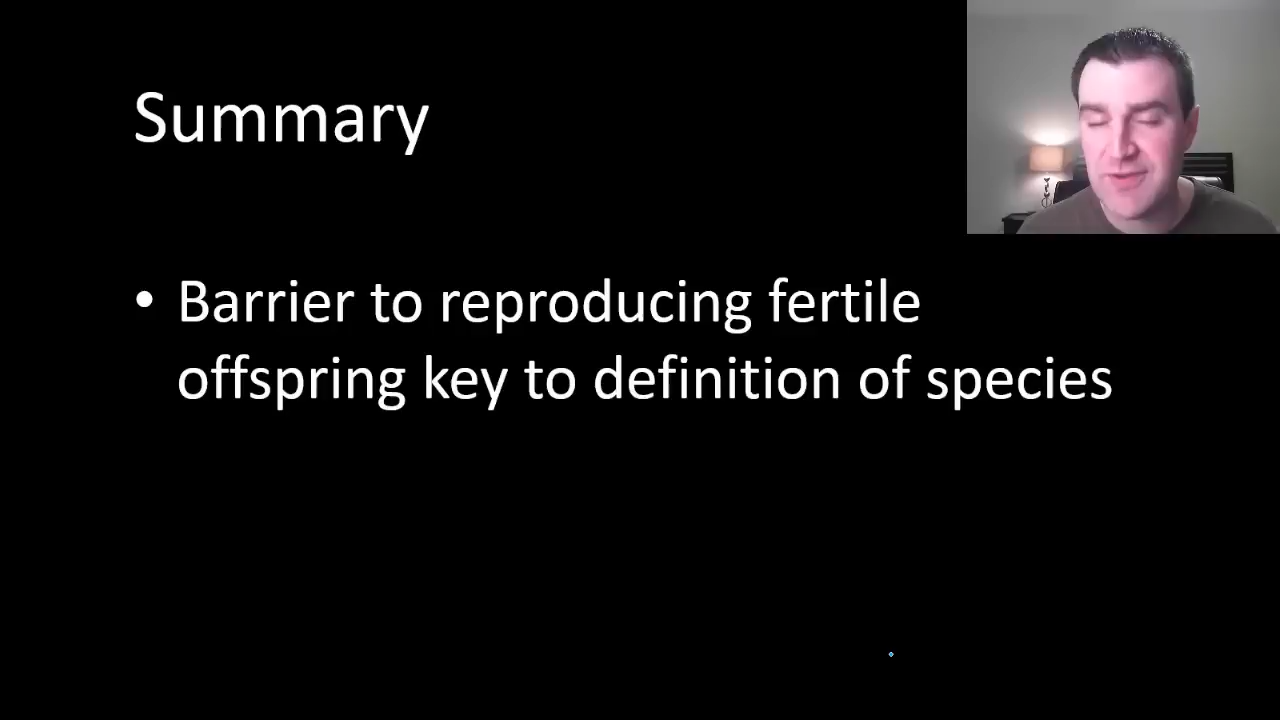 Summary
• Barrier to reproducing fertile
offspring key to definition of species